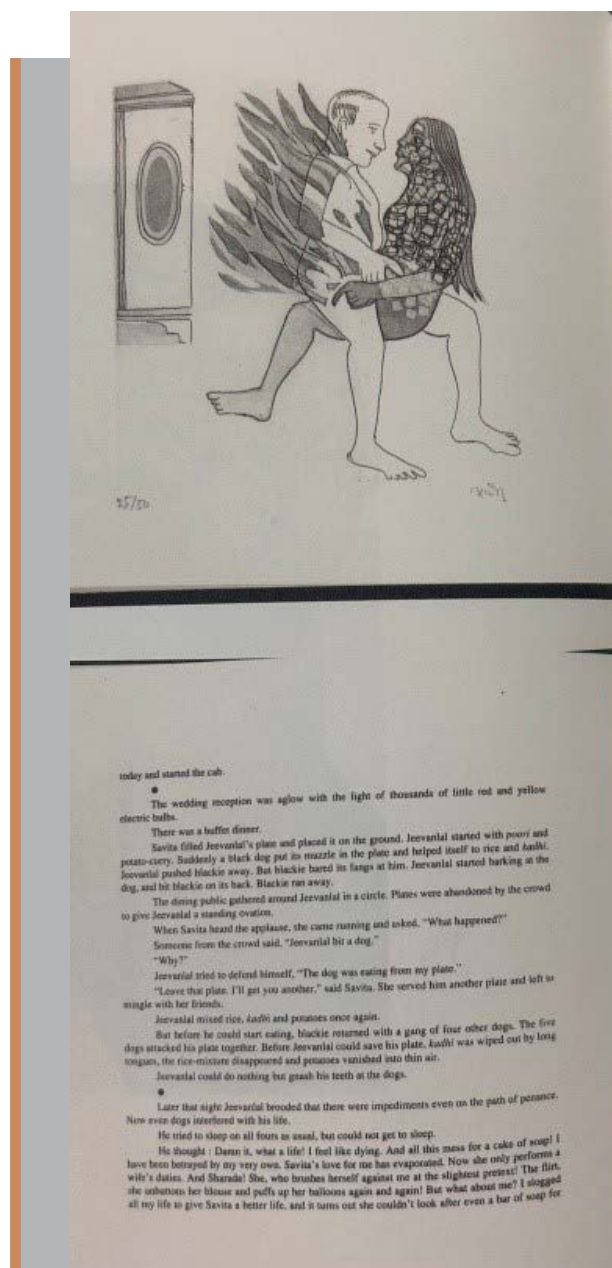 25/50
today and started the cab.
•
The wedding reception was aglow with the light of thousands of little red and yellow
electric bulbs.
There was a buffet dinner.
Savita filled Jeevanlal's plate and placed it on the ground. Jeevanlal started with poori and
potato-curry. Suddenly a black dog put its muzzle in the plate and helped itself to rice and kadhi.
Jeevanlal pushed blackie away. But blackie bared its fangs at him. Jeevanlal started barking at the
dog, and bit blackie on its back. Blackie ran away.
The dining public gathered around Jeevanlal in a circle. Plates were abandoned by the crowd
to give Jeevanlal a standing ovation.
When Savita heard the applause, she came running and asked, "What happened?"
Someone from the crowd said, "Jeevanlal bit a dog."
"Why?"
Jeevanlal tried to defend himself, "The dog was eating from my plate."
"Leave that plate. I'll get you another," said Savita. She served him another plate and left to
mingle with her friends.
Jeevanlal mixed rice, kadhi and potatoes once again.
But before he could start eating, blackie returned with a gang of four other dogs. The five
dogs attacked his plate together. Before Jeevanlal could save his plate, kadhi was wiped out by long
tongues, the rice-mixture disappeared and potatoes vanished into thin air.
Jeevanlal could do nothing but gnash his teeth at the dogs.
•
Later that night Jeevanlal brooded that there were impediments even on the path of penance.
Now even dogs interfered with his life.
He tried to sleep on all fours as usual, but could not get to sleep.
He thought : Damn it, what a life! I feel like dying. And all this mess for a cake of soap! I
have been betrayed by my very own. Savita's love for me has evaporated. Now she only performs a
wife's duties. And Sharada! She, who brushes herself against me at the slightest pretext! The flirt,
she unbuttons her blouse and puffs up her balloons again and again! But what about me? I slogged
all my life to give Savita a better life, and it turns out she couldn't look after even a bar of soap for